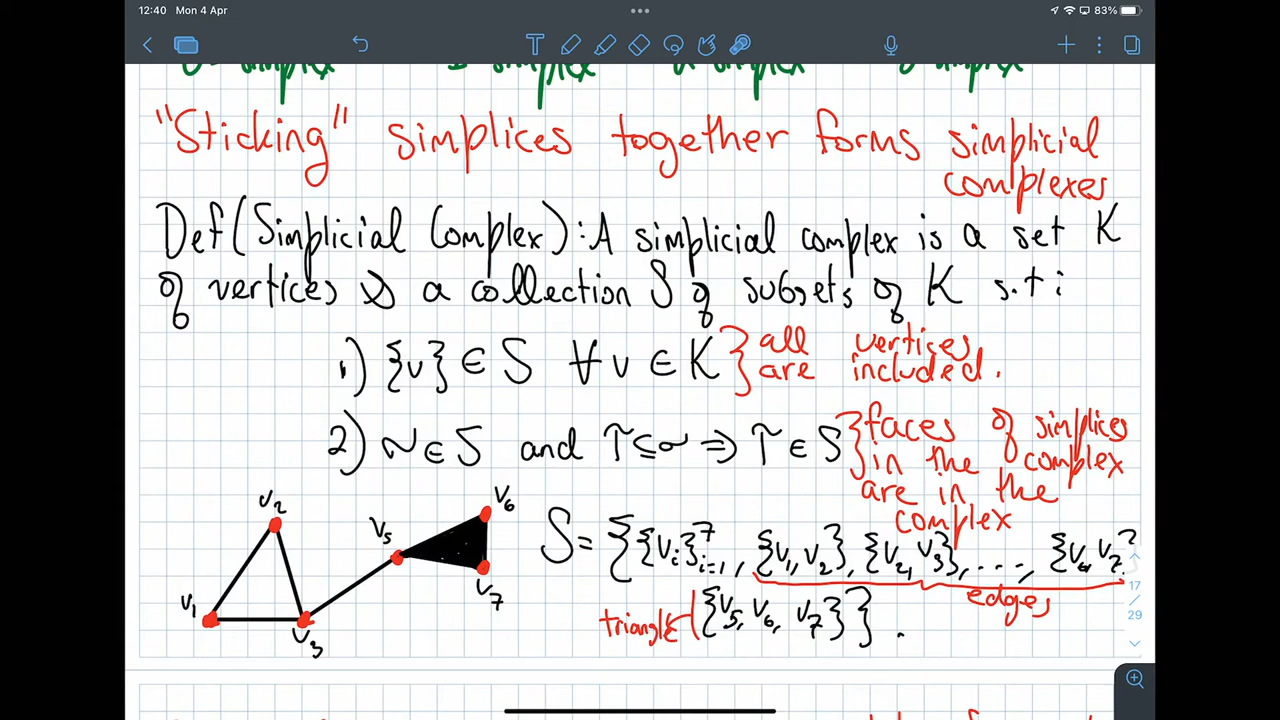 12:40 Mon 4 Apr 83%
"Sticking" simplices together forms simplicial
complexes
Def(Simplicial Complex): A simplicial complex is a set K
of vertices & a collection S of subsets of K s.t:
1) {v} ∈ S ∀ v ∈ K } all vertices
are included.
2) σ ∈ S and τ ⊆ σ ⇒ τ ∈ S } faces of simplices
in the complex
are in the
complex
v2
v5
v6
v1
v3
v7
S = { {vi}⁷i=1, {v1, v2}, {v2, v3}, ..., {v6, v7}
edges
triangle {v5, v6, v7} } .
17
/
29